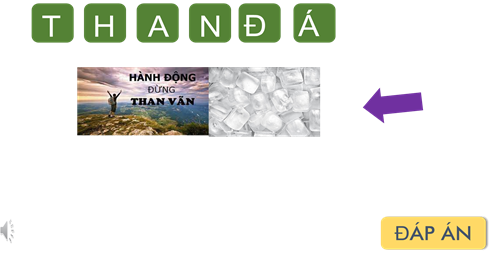 T H A N Đ Á
HÀNH ĐỘNG
ĐỪNG
THAN VÃN
ĐÁP ÁN